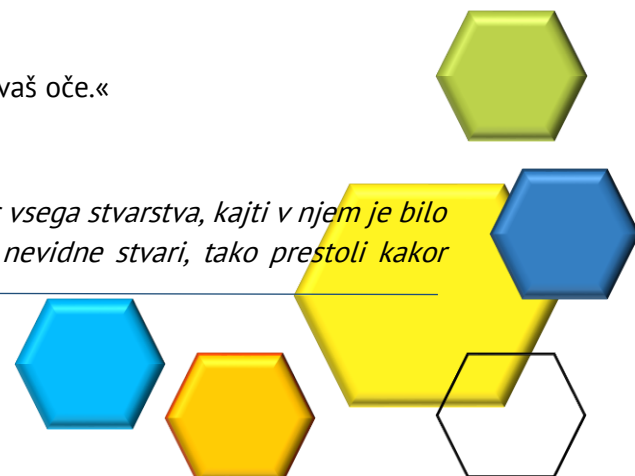 vaš oče.«
vsega stvarstva, kajti v njem je bilo
nevidne stvari, tako prestoli kakor